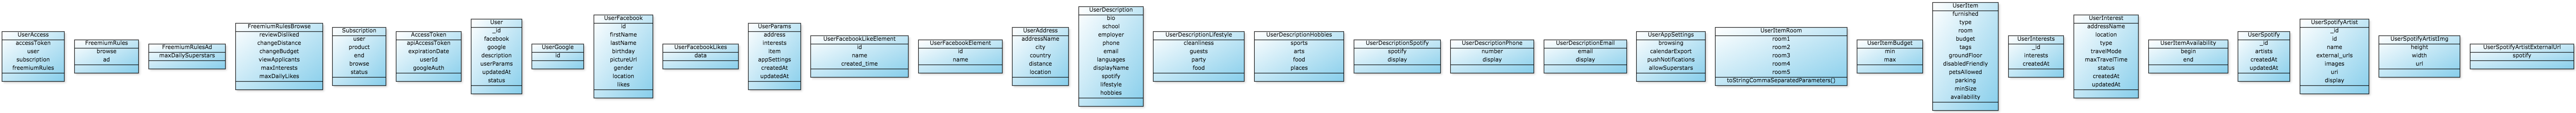 UserAccess
accessToken
user
subscription
freemiumRules
FreemiumRules
browse
ad
FreemiumRulesAd
maxDailySuperstars
FreemiumRulesBrowse
reviewDisliked
changeDistance
changeBudget
viewApplicants
maxInterests
maxDailyLikes
Subscription
user
product
end
browse
status
AccessToken
apiAccessToken
expirationDate
userId
googleAuth
User
_id
facebook
google
description
userParams
updatedAt
status
UserGoogle
id
UserFacebook
id
firstName
lastName
birthday
pictureUrl
gender
location
likes
UserFacebookLikes
data
UserParams
address
interests
item
appSettings
createdAt
updatedAt
UserFacebookLikeElement
id
name
created_time
UserFacebookElement
id
name
UserAddress
addressName
city
country
distance
location
UserDescription
bio
school
employer
phone
email
languages
displayName
spotify
lifestyle
hobbies
UserDescriptionLifestyle
cleanliness
guests
party
food
UserDescriptionHobbies
sports
arts
food
places
UserDescriptionSpotify
spotify
display
UserDescriptionPhone
number
display
UserDescriptionEmail
email
display
UserAppSettings
browsing
calendarExport
pushNotifications
allowSuperstars
UserItemRoom
room1
room2
room3
room4
room5
toStringCommaSeparatedParameters()
UserItemBudget
min
max
UserItem
furnished
type
room
budget
tags
groundFloor
disabledFriendly
petsAllowed
parking
minSize
availability
UserInterests
_id
interests
createdAt
UserInterest
addressName
location
type
travelMode
maxTravelTime
status
createdAt
updatedAt
UserItemAvailability
begin
end
UserSpotify
_id
artists
createdAt
updatedAt
UserSpotifyArtist
_id
id
name
external_urls
images
uri
display
UserSpotifyArtistImg
height
width
url
UserSpotifyArtistExternalUrl
spotify